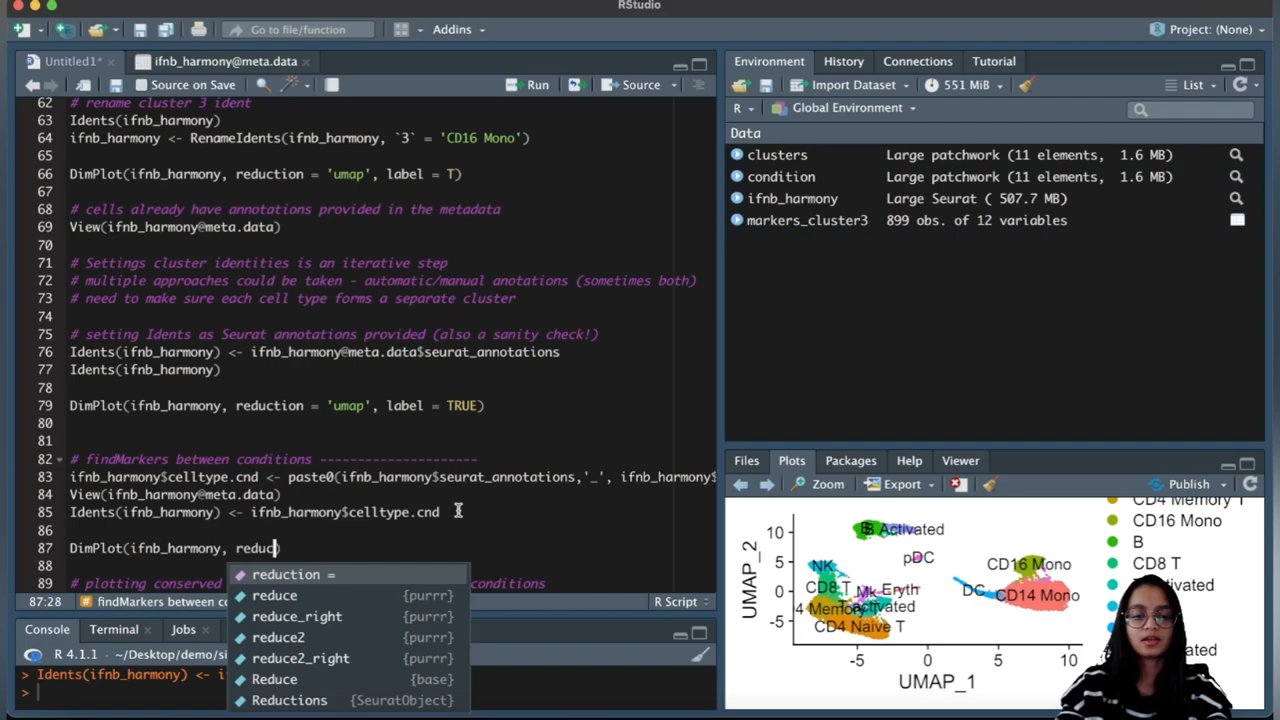 RStudio
Go to file/function
Addins
Project: (None)
Untitled1*
ifnb_harmony@meta.data
Source on Save
Run
Source
62 # rename cluster 3 ident
63 Idents(ifnb_harmony)
64 ifnb_harmony <- RenameIdents(ifnb_harmony, `3` = 'CD16 Mono')
65
66 DimPlot(ifnb_harmony, reduction = 'umap', label = T)
67
68 # cells already have annotations provided in the metadata
69 View(ifnb_harmony@meta.data)
70
71 # Settings cluster identities is an iterative step
72 # multiple approaches could be taken - automatic/manual anotations (sometimes both)
73 # need to make sure each cell type forms a separate cluster
74
75 # setting Idents as Seurat annotations provided (also a sanity check!)
76 Idents(ifnb_harmony) <- ifnb_harmony@meta.data$seurat_annotations
77 Idents(ifnb_harmony)
78
79 DimPlot(ifnb_harmony, reduction = 'umap', label = TRUE)
80
81
82 # findMarkers between conditions ---------------------
83 ifnb_harmony$celltype.cnd <- paste0(ifnb_harmony$seurat_annotations,'_', ifnb_harmony$
84 View(ifnb_harmony@meta.data)
85 Idents(ifnb_harmony) <- ifnb_harmony$celltype.cnd
86
87 DimPlot(ifnb_harmony, reduc)
88
89 # plotting conserved
onditions
reduction =
reduce {purrr}
reduce_right {purrr}
reduce2 {purrr}
reduce2_right {purrr}
Reduce {base}
Reductions {SeuratObject}
87:28
# findMarkers between co
R Script
Console
Terminal
Jobs
R 4.1.1 . ~/Desktop/demo/si
> Idents(ifnb_harmony) <- i
>
Environment
History
Connections
Tutorial
Import Dataset
551 MiB
List
R
Global Environment
Data
clusters Large patchwork (11 elements, 1.6 MB)
condition Large patchwork (11 elements, 1.6 MB)
ifnb_harmony Large Seurat ( 507.7 MB)
markers_cluster3 899 obs. of 12 variables
Files
Plots
Packages
Help
Viewer
Zoom
Export
Publish
UMAP_2
10
5
0
-5
B Activated
pDC
NK
CD16 Mono
CD8 T
Mk
Eryth
DC
CD14 Mono
4 Memory
T activated
CD4 Naive T
-5
0
5
10
UMAP_1
CD4 Memory T
CD16 Mono
B
CD8 T